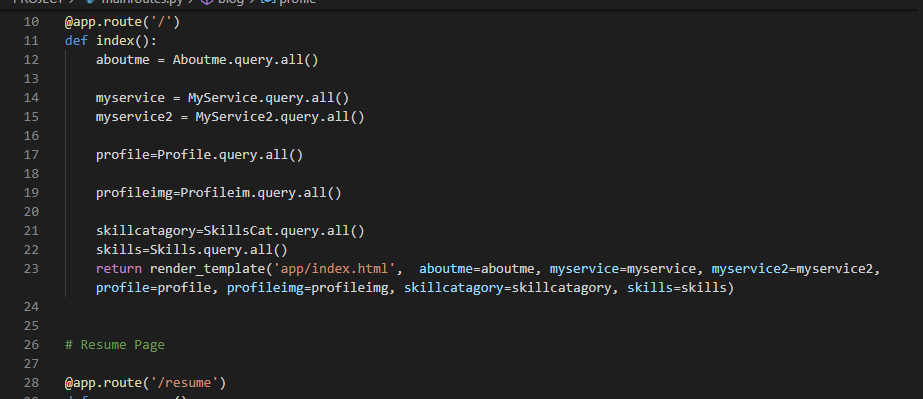 PROJECT > mainroutes.py > blog > profile
10 @app.route('/')
11 def index():
12 aboutme = Aboutme.query.all()
13
14 myservice = MyService.query.all()
15 myservice2 = MyService2.query.all()
16
17 profile=Profile.query.all()
18
19 profileimg=Profileim.query.all()
20
21 skillcatagory=SkillsCat.query.all()
22 skills=Skills.query.all()
23 return render_template('app/index.html',  aboutme=aboutme, myservice=myservice, myservice2=myservice2,
profile=profile, profileimg=profileimg, skillcatagory=skillcatagory, skills=skills)
24
25
26 # Resume Page
27
28 @app.route('/resume')